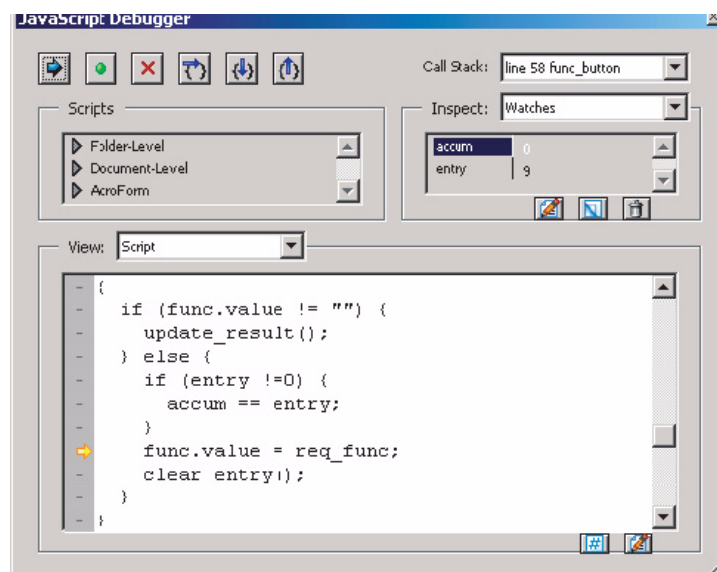 JavaScript Debugger
Call Stack: line 58 func_button
Scripts
Inspect: Watches
Folder-Level
Document-Level
AcroForm
accum 0
entry 9
View: Script
{
if (func.value != "") {
update_result();
} else {
if (entry !=0) {
accum == entry;
}
func.value = req_func;
clear entry();
}
}
#